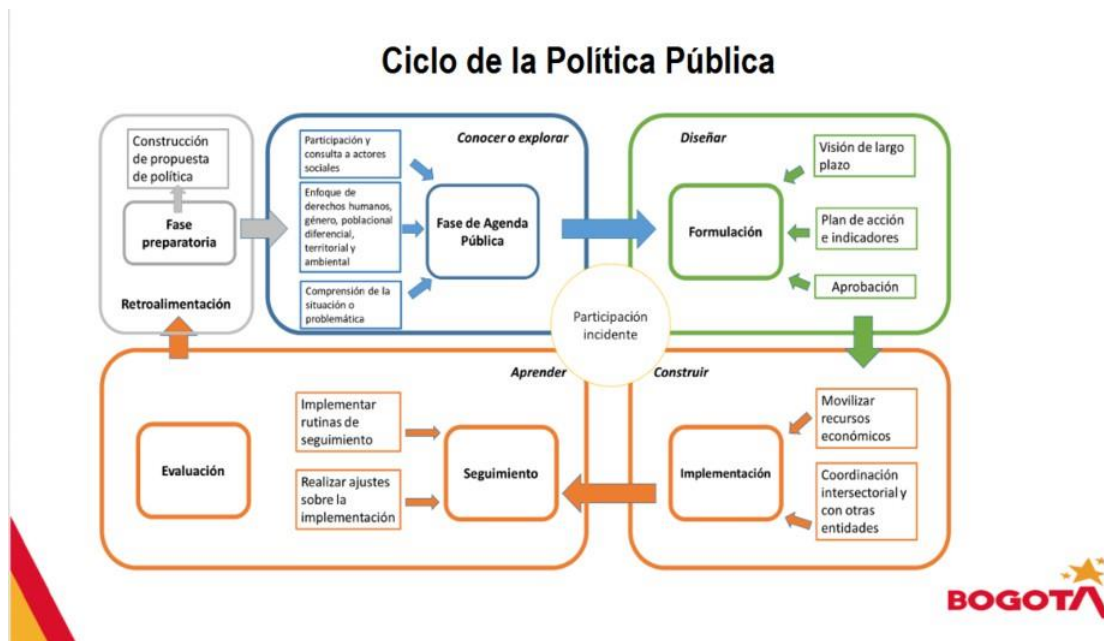 Ciclo de la Política Pública
Construcción
de propuesta
de política
Fase
preparatoria
Retroalimentación
Conocer o explorar
Participación y
consulta a actores
sociales
Enfoque de
derechos humanos,
género, poblacional
diferencial,
territorial y
ambiental
Comprensión de la
situación o
problemática
Fase de Agenda
Pública
Diseñar
Formulación
Visión de largo
plazo
Plan de acción
e indicadores
Aprobación
Participación
incidente
Construir
Movilizar
recursos
económicos
Implementación
Coordinación
intersectorial y
con otras
entidades
Aprender
Implementar
rutinas de
seguimiento
Realizar ajustes
sobre la
implementación
Seguimiento
Evaluación
BOGOTA